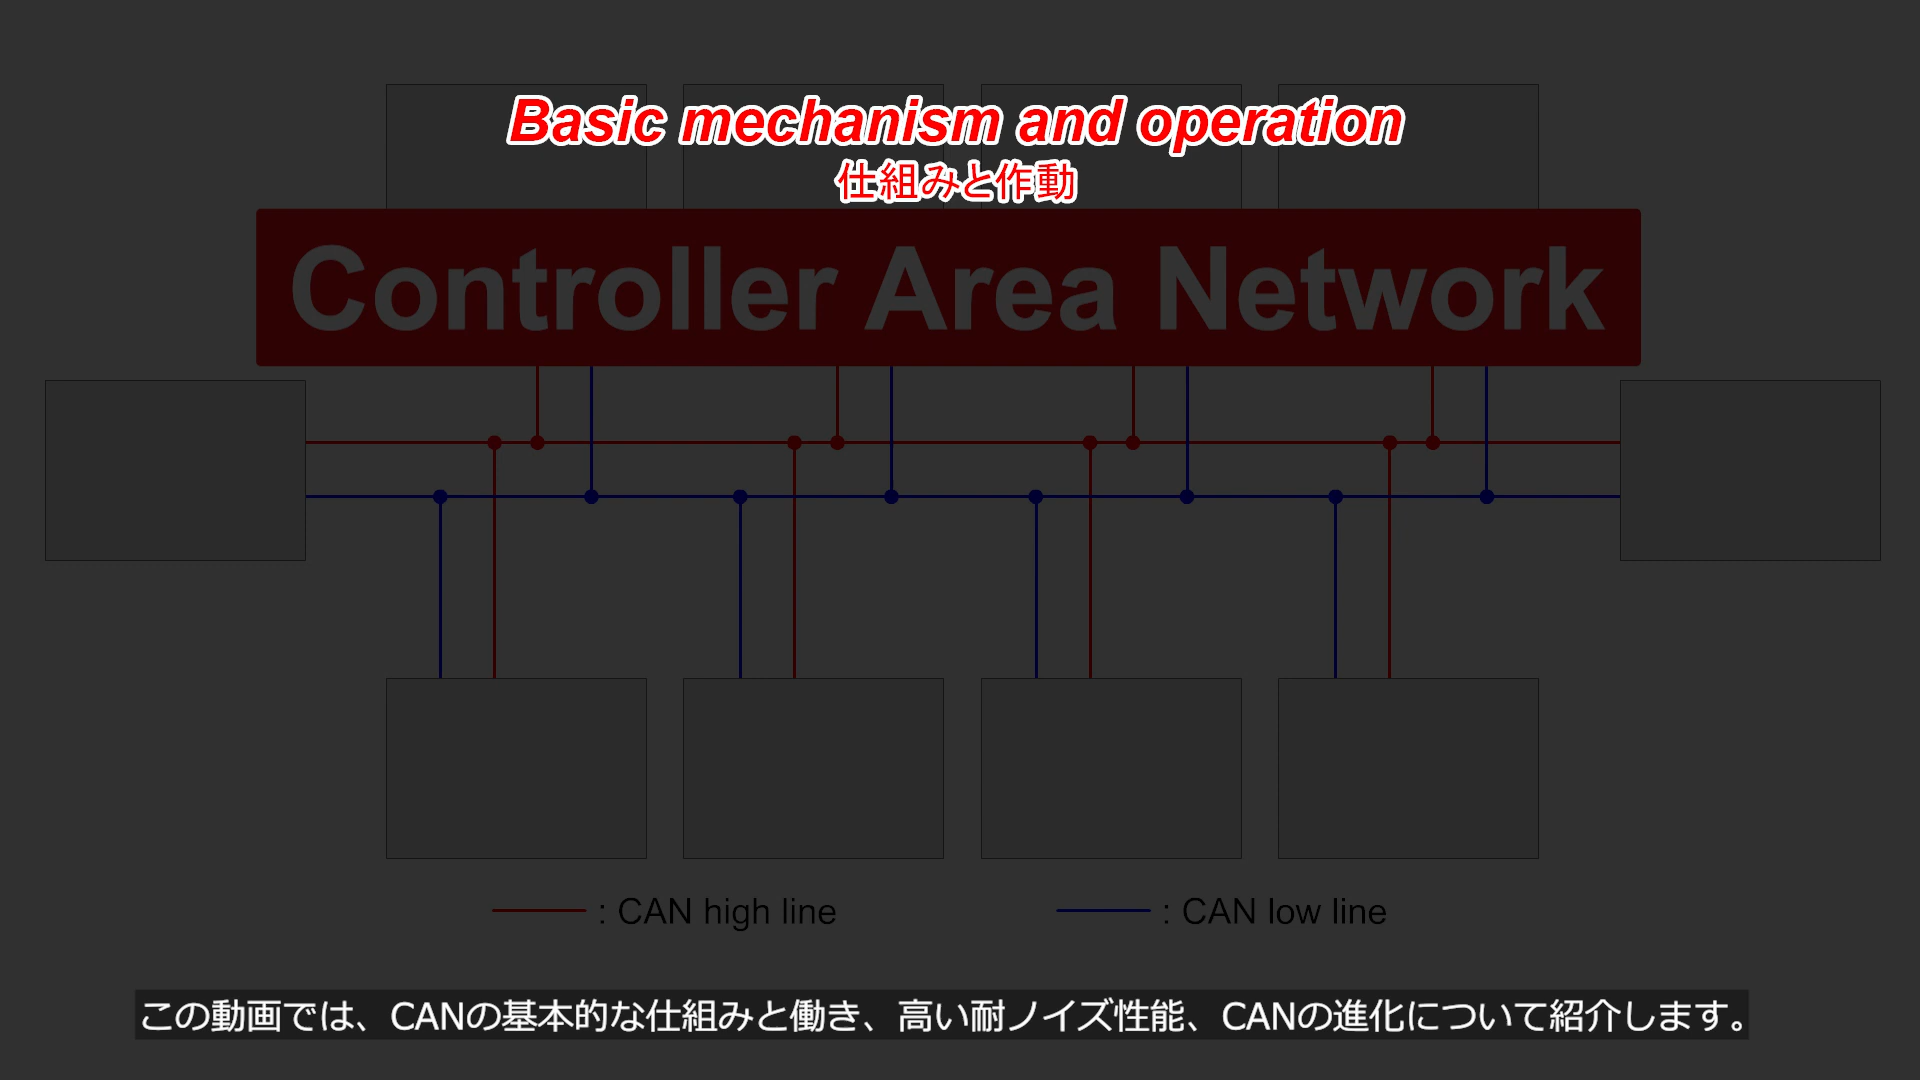 Basic mechanism and operation
仕組みと作動
Controller Area Network
: CAN high line
: CAN low line
この動画では、CANの基本的な仕組みと働き、高い耐ノイズ性能、CANの進化について紹介します。